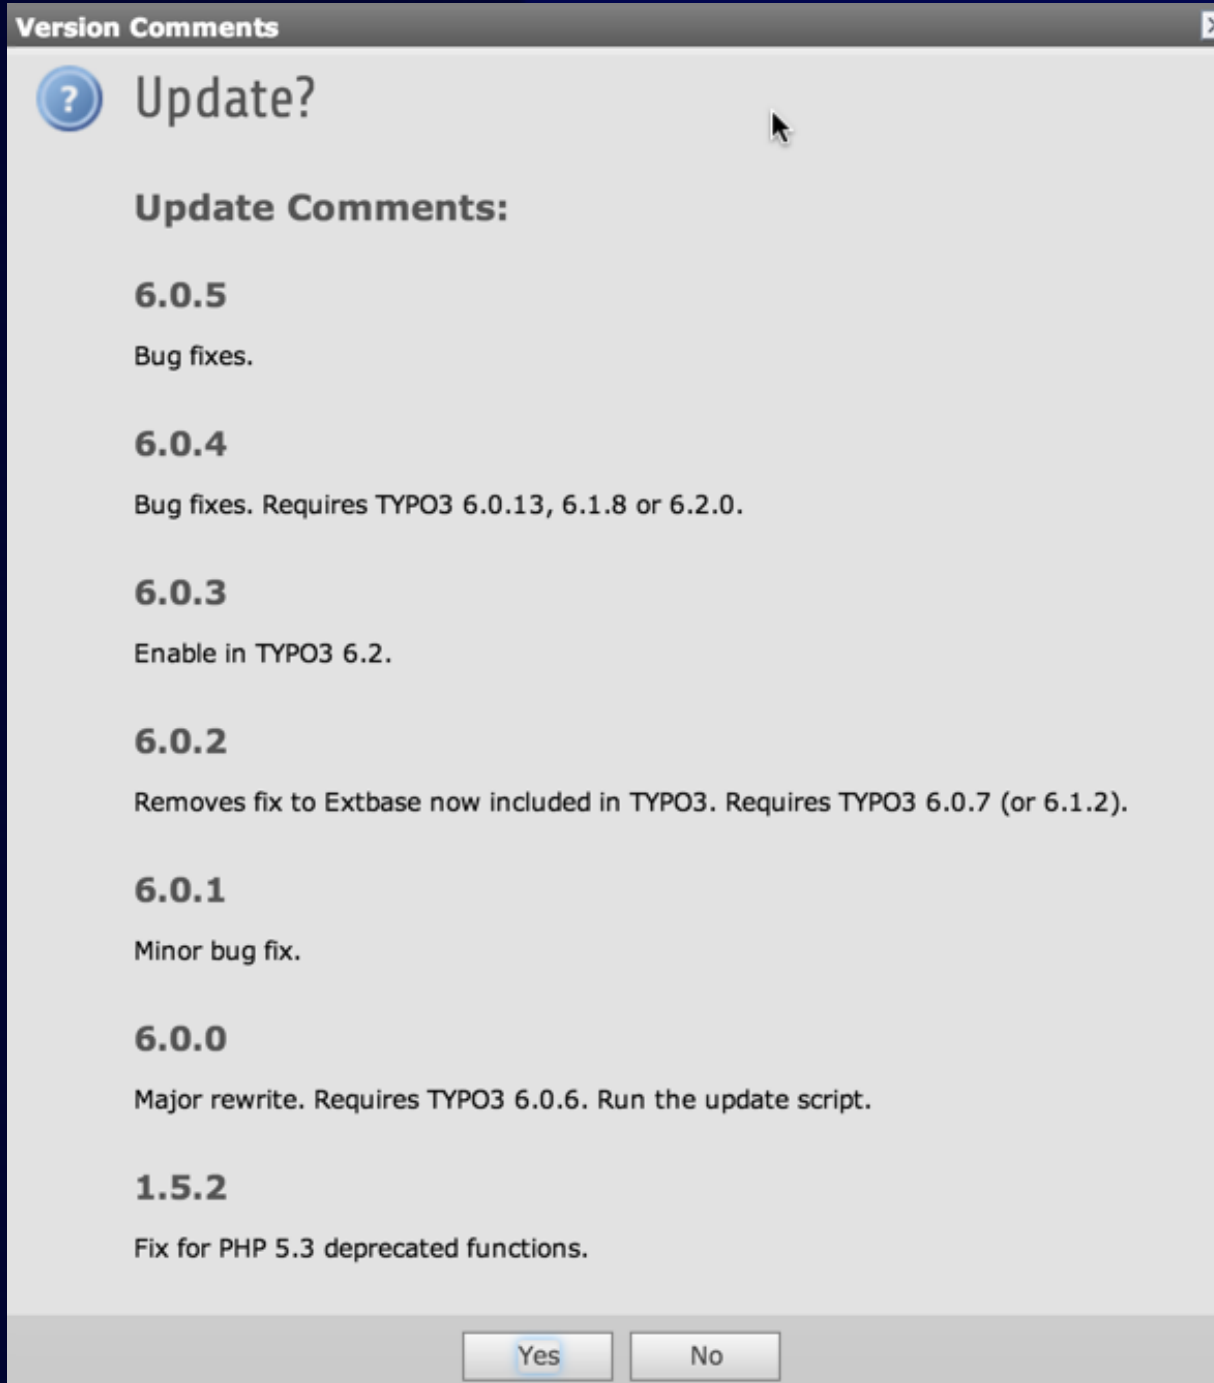 Version Comments
?
Update?
Update Comments:
6.0.5
Bug fixes.
6.0.4
Bug fixes. Requires TYPO3 6.0.13, 6.1.8 or 6.2.0.
6.0.3
Enable in TYPO3 6.2.
6.0.2
Removes fix to Extbase now included in TYPO3. Requires TYPO3 6.0.7 (or 6.1.2).
6.0.1
Minor bug fix.
6.0.0
Major rewrite. Requires TYPO3 6.0.6. Run the update script.
1.5.2
Fix for PHP 5.3 deprecated functions.
Yes No